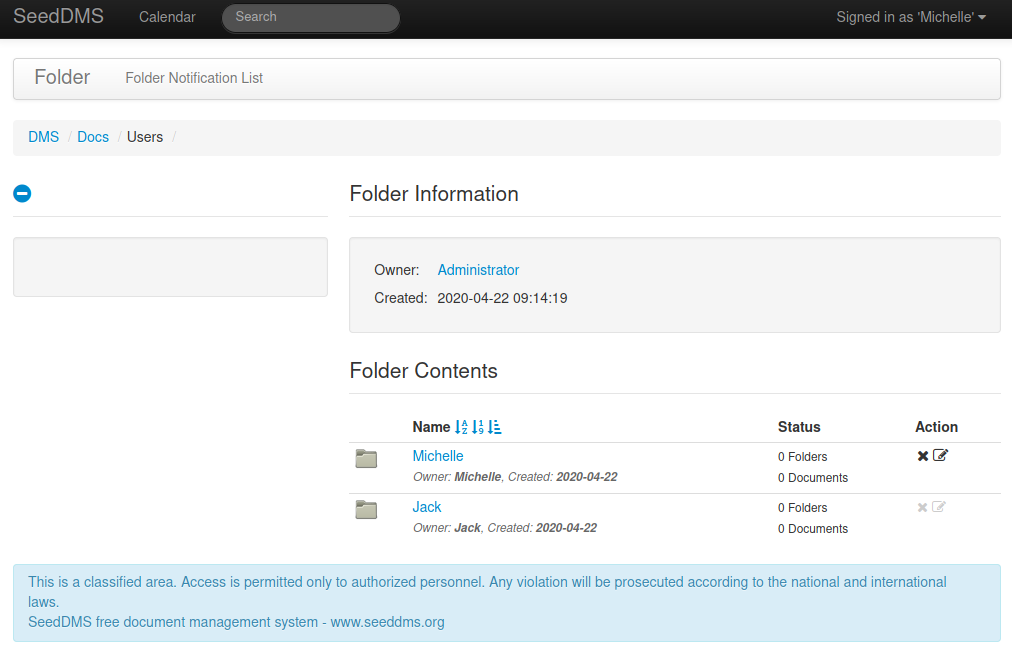 SeedDMS Calendar Search Signed in as 'Michelle'
Folder Folder Notification List
DMS / Docs / Users /
Folder Information
Owner: Administrator
Created: 2020-04-22 09:14:19
Folder Contents
Name Status Action
Michelle 0 Folders
Owner: Michelle, Created: 2020-04-22 0 Documents
Jack 0 Folders
Owner: Jack, Created: 2020-04-22 0 Documents
This is a classified area. Access is permitted only to authorized personnel. Any violation will be prosecuted according to the national and international
laws.
SeedDMS free document management system - www.seeddms.org